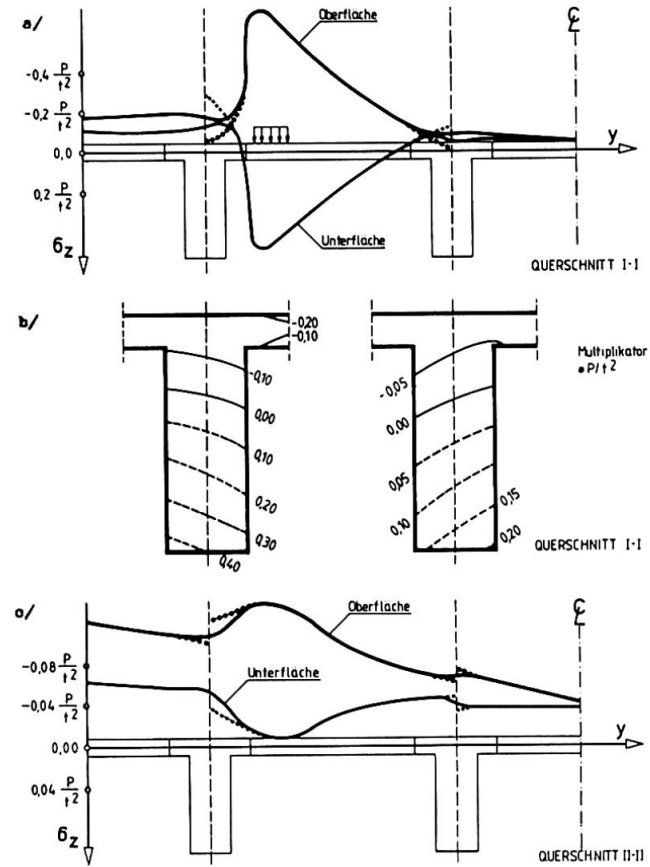 a/
Oberfläche
℄
-0,4 P/t²
-0,2 P/t²
y
0,0
0,2 P/t²
Unterfläche
σz
QUERSCHNITT I-I
b/
-0,20
-0,10
-0,10
0,00
0,10
0,20
0,30
0,40
-0,05
0,00
0,05
0,10
0,15
0,20
Multiplikator
• P/t²
QUERSCHNITT I-I
c/
Oberfläche
℄
-0,08 P/t²
Unterfläche
-0,04 P/t²
y
0,00
0,04 P/t²
σz
QUERSCHNITT II-II